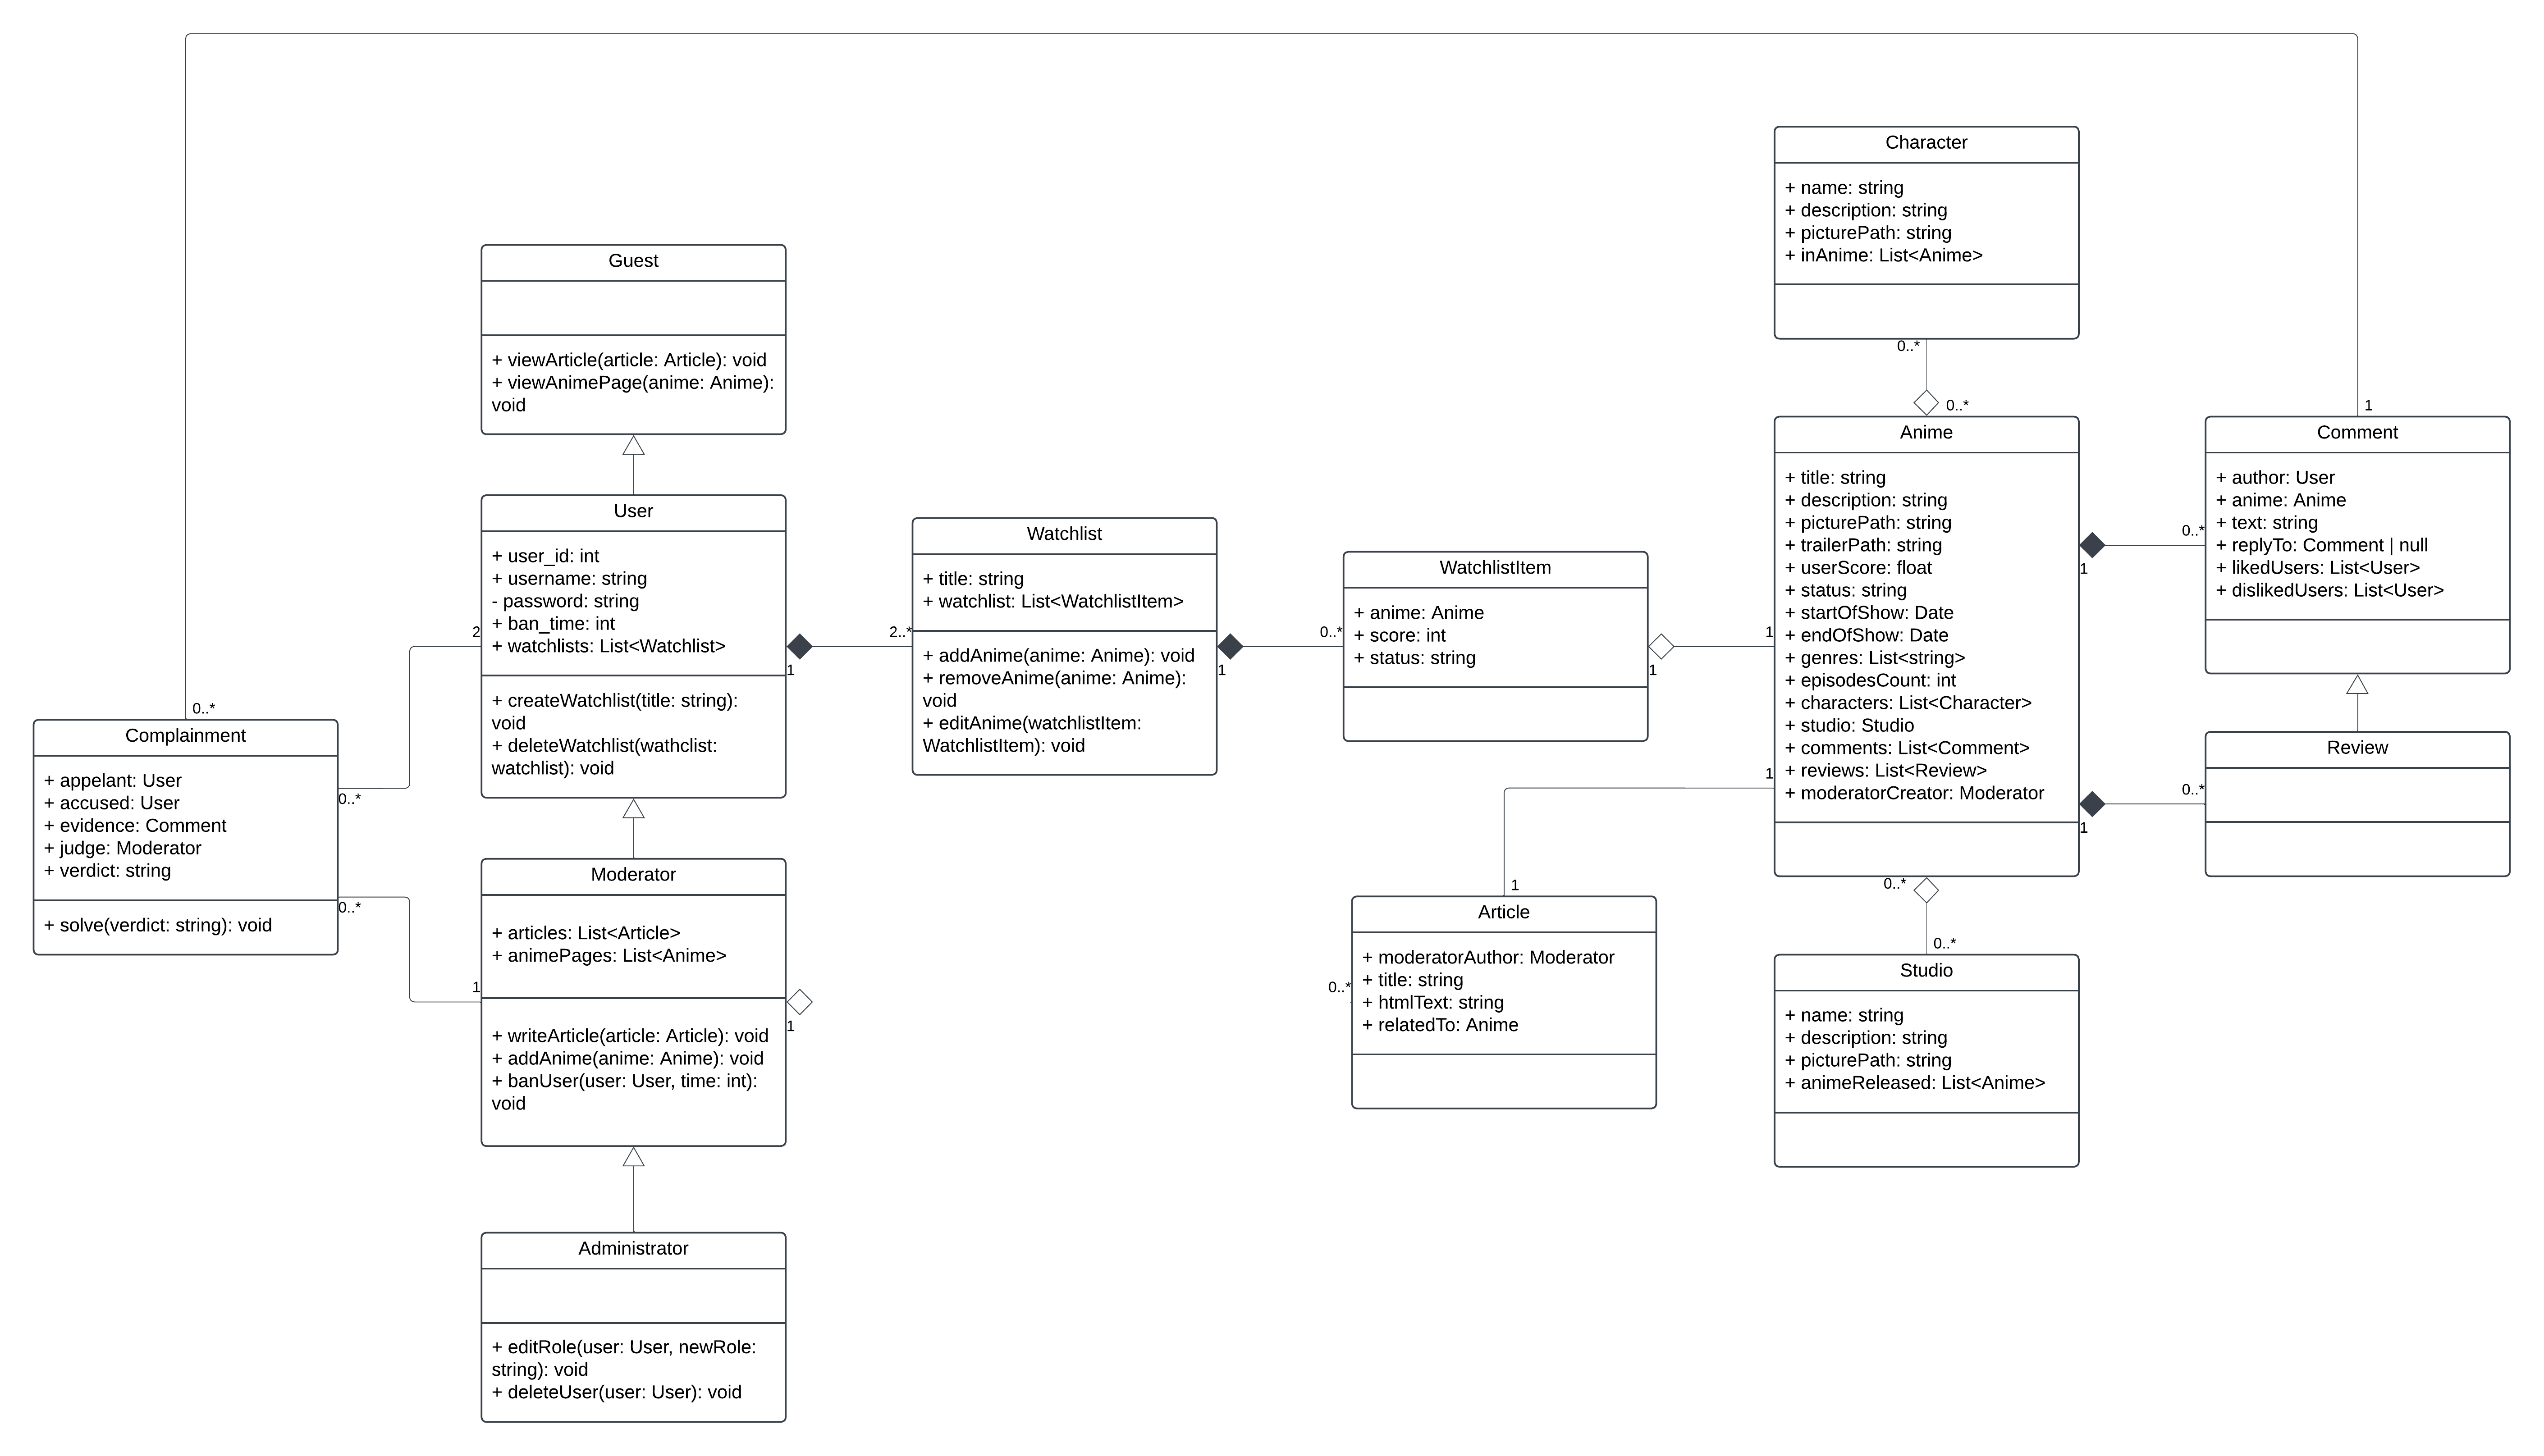 Character
+ name: string
+ description: string
+ picturePath: string
+ inAnime: List<Anime>
0..*
0..*
Guest
+ viewArticle(article: Article): void
+ viewAnimePage(anime: Anime):
void
User
+ user_id: int
+ username: string
- password: string
+ ban_time: int
+ watchlists: List<Watchlist>
+ createWatchlist(title: string):
void
+ deleteWatchlist(wathclist:
watchlist): void
2
1
2..*
Watchlist
+ title: string
+ watchlist: List<WatchlistItem>
+ addAnime(anime: Anime): void
+ removeAnime(anime: Anime):
void
+ editAnime(watchlistItem:
WatchlistItem): void
1
0..*
WatchlistItem
+ anime: Anime
+ score: int
+ status: string
1
1
Anime
+ title: string
+ description: string
+ picturePath: string
+ trailerPath: string
+ userScore: float
+ status: string
+ startOfShow: Date
+ endOfShow: Date
+ genres: List<string>
+ episodesCount: int
+ characters: List<Character>
+ studio: Studio
+ comments: List<Comment>
+ reviews: List<Review>
+ moderatorCreator: Moderator
1
0..*
1
0..*
1
1
Comment
+ author: User
+ anime: Anime
+ text: string
+ replyTo: Comment | null
+ likedUsers: List<User>
+ dislikedUsers: List<User>
Review
0..*
Complainment
+ appelant: User
+ accused: User
+ evidence: Comment
+ judge: Moderator
+ verdict: string
+ solve(verdict: string): void
0..*
0..*
1
Moderator
+ articles: List<Article>
+ animePages: List<Anime>
+ writeArticle(article: Article): void
+ addAnime(anime: Anime): void
+ banUser(user: User, time: int):
void
1
0..*
1
Article
+ moderatorAuthor: Moderator
+ title: string
+ htmlText: string
+ relatedTo: Anime
0..*
0..*
Studio
+ name: string
+ description: string
+ picturePath: string
+ animeReleased: List<Anime>
Administrator
+ editRole(user: User, newRole:
string): void
+ deleteUser(user: User): void